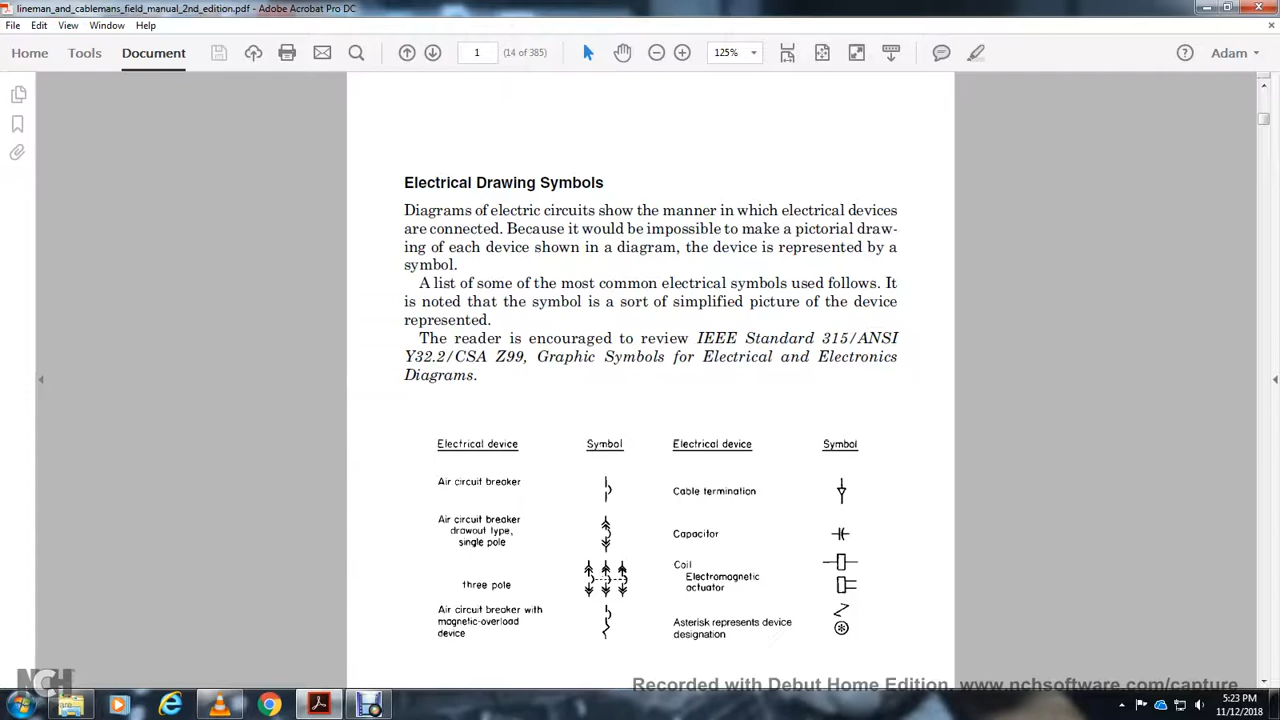 lineman_and_cablemans_field_manual_2nd_edition.pdf - Adobe Acrobat Pro DC
File Edit View Window Help
Home Tools Document 1 (14 of 385) 125% Adam
Electrical Drawing Symbols
Diagrams of electric circuits show the manner in which electrical devices
are connected. Because it would be impossible to make a pictorial draw-
ing of each device shown in a diagram, the device is represented by a
symbol.
A list of some of the most common electrical symbols used follows. It
is noted that the symbol is a sort of simplified picture of the device
represented.
The reader is encouraged to review IEEE Standard 315/ANSI
Y32.2/CSA Z99, Graphic Symbols for Electrical and Electronics
Diagrams.
Electrical device Symbol Electrical device Symbol
Air circuit breaker
Cable termination
Air circuit breaker
drawout type,
single pole
Capacitor
three pole
Coil
Electromagnetic
actuator
Air circuit breaker with
magnetic-overload
device
Asterisk represents device
designation
NCH
Recorded with Debut Home Edition. www.nchsoftware.com/capture
5:23 PM
11/12/2018